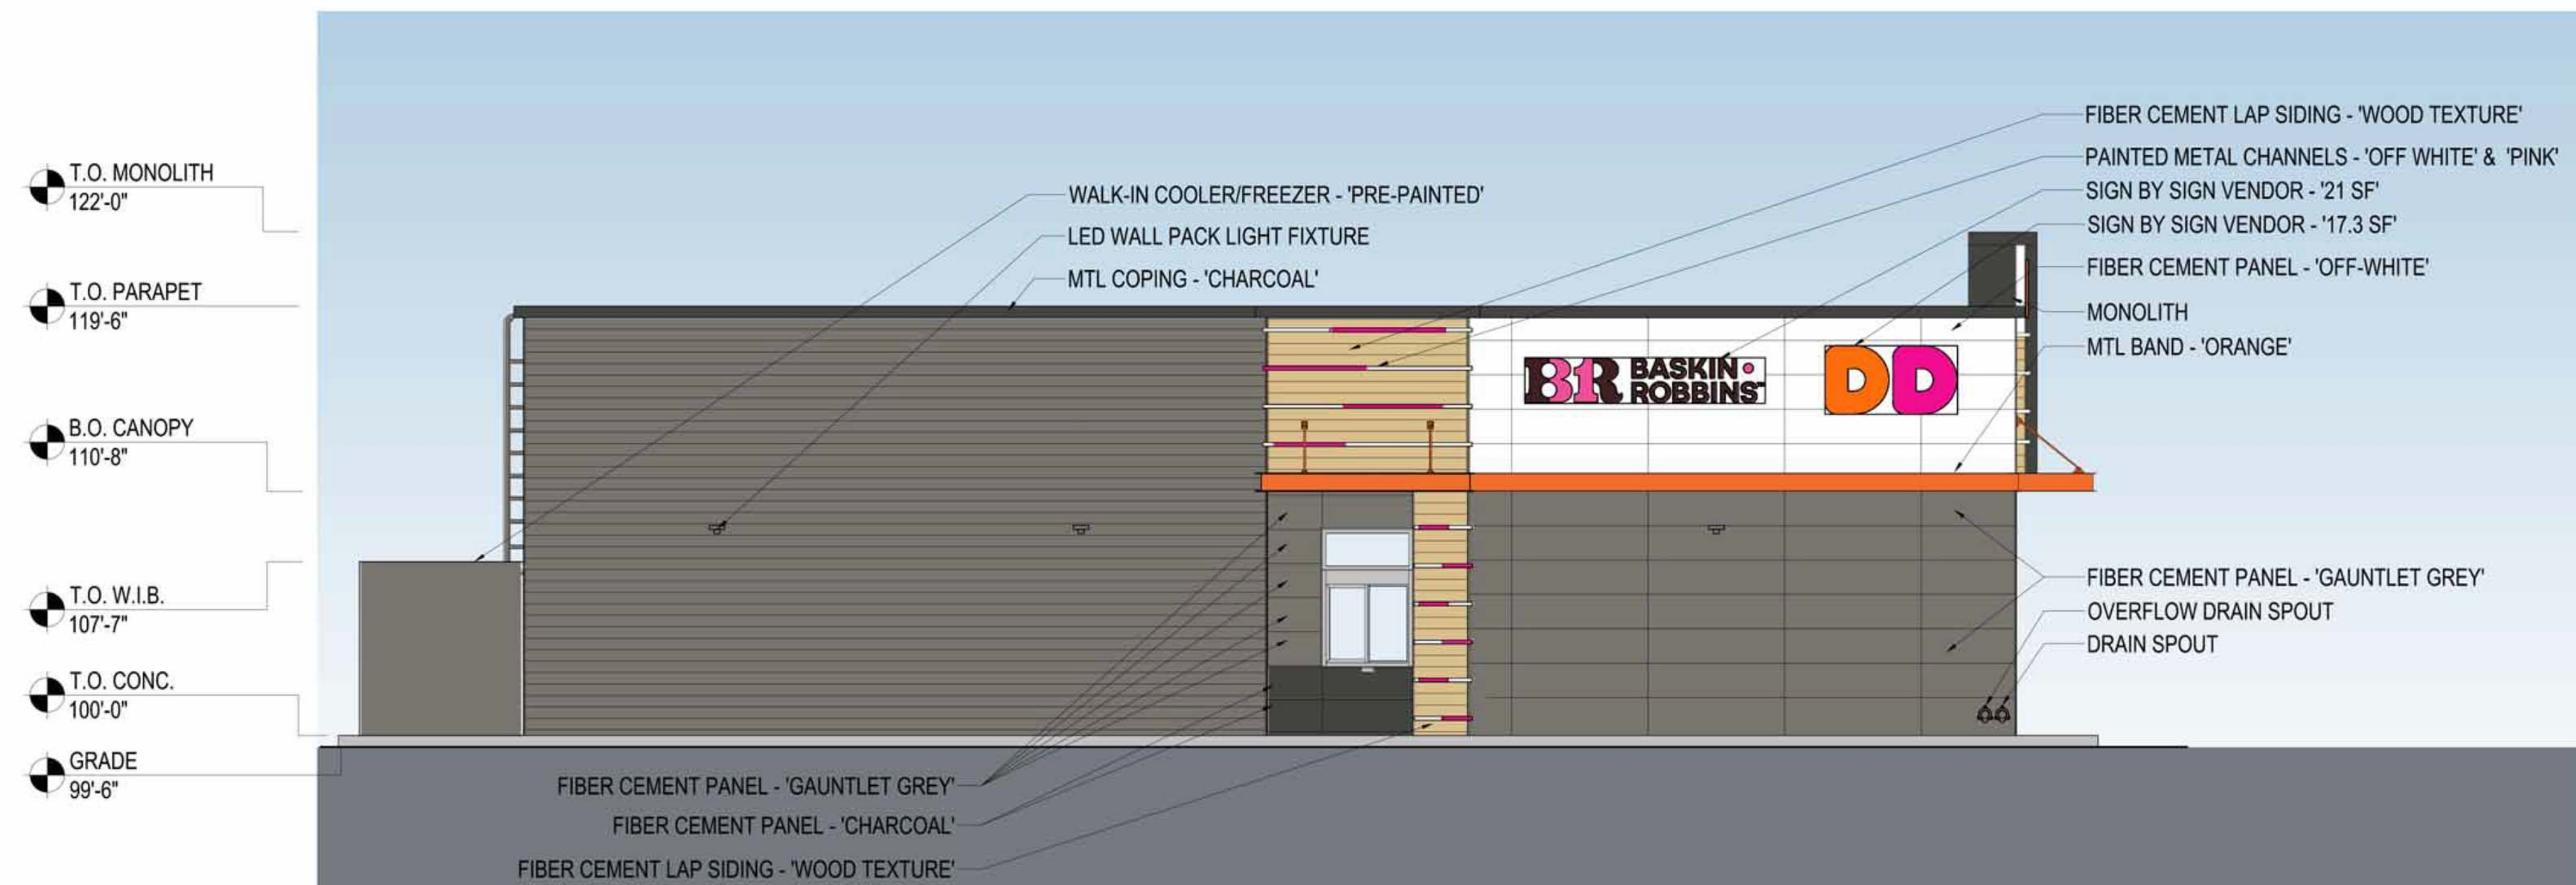 T.O. MONOLITH
122'-0"
T.O. PARAPET
119'-6"
B.O. CANOPY
110'-8"
T.O. W.I.B.
107'-7"
T.O. CONC.
100'-0"
GRADE
99'-6"
WALK-IN COOLER/FREEZER - 'PRE-PAINTED'
LED WALL PACK LIGHT FIXTURE
MTL COPING - 'CHARCOAL'
BR BASKIN
ROBBINS™
DD
FIBER CEMENT LAP SIDING - 'WOOD TEXTURE'
PAINTED METAL CHANNELS - 'OFF WHITE' & 'PINK'
SIGN BY SIGN VENDOR - '21 SF'
SIGN BY SIGN VENDOR - '17.3 SF'
FIBER CEMENT PANEL - 'OFF-WHITE'
MONOLITH
MTL BAND - 'ORANGE'
FIBER CEMENT PANEL - 'GAUNTLET GREY'
OVERFLOW DRAIN SPOUT
DRAIN SPOUT
FIBER CEMENT PANEL - 'GAUNTLET GREY'
FIBER CEMENT PANEL - 'CHARCOAL'
FIBER CEMENT LAP SIDING - 'WOOD TEXTURE'